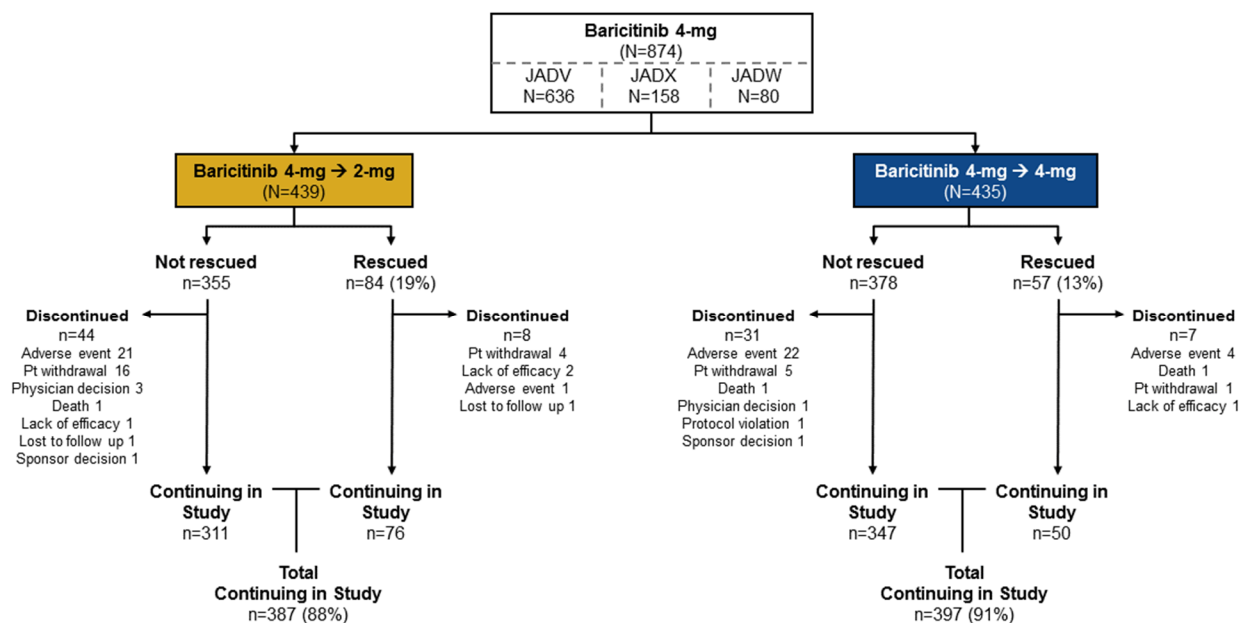 Baricitinib 4-mg
(N=874)
JADV
N=636
JADX
N=158
JADW
N=80
Baricitinib 4-mg → 2-mg
(N=439)
Baricitinib 4-mg → 4-mg
(N=435)
Not rescued
n=355
Rescued
n=84 (19%)
Not rescued
n=378
Rescued
n=57 (13%)
Discontinued
n=44
Adverse event 21
Pt withdrawal 16
Physician decision 3
Death 1
Lack of efficacy 1
Lost to follow up 1
Sponsor decision 1
Discontinued
n=8
Pt withdrawal 4
Lack of efficacy 2
Adverse event 1
Lost to follow up 1
Discontinued
n=31
Adverse event 22
Pt withdrawal 5
Death 1
Physician decision 1
Protocol violation 1
Sponsor decision 1
Discontinued
n=7
Adverse event 4
Death 1
Pt withdrawal 1
Lack of efficacy 1
Continuing in
Study
n=311
Continuing in
Study
n=76
Continuing in
Study
n=347
Continuing in
Study
n=50
Total
Continuing in Study
n=387 (88%)
Total
Continuing in Study
n=397 (91%)